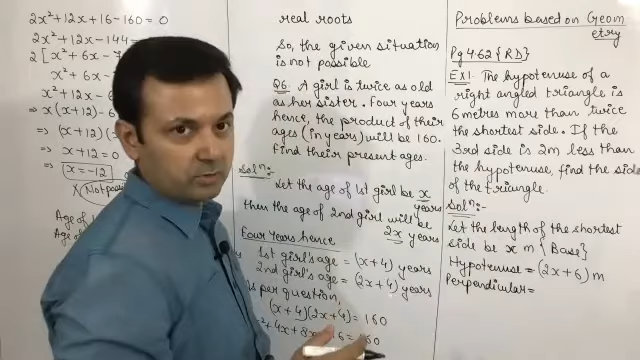 2x²+12x+16-160=0
2x²+12x-144=
2[x²+6x-7
x²+6x-
x²+12x-6
⇒ x(x+12)-6
⇒ (x+12)(
⇒ x+12=0
⇒ x=-12
X (Not pos
Age of 1
Age of
real roots
So, the given situation
is not possible
Q6. A girl is twice as old
as her sister. Four years
hence, the product of their
ages (in years) will be 160.
Find their present ages.
Solⁿ:-
Let the age of 1st girl be x
years
then the age of 2nd girl will be
2x years
Four Years hence
1st girl's age = (x+4) years
2nd girl's age = (2x+4) years
As per question,
(x+4)(2x+4)=160
²+4x+8x+16=160
Problems based on Geom
etry
Pg 4.62 {RD}
EX1. The hypotenuse of a
right angled triangle is
6 metres more than twice
the shortest side. If the
3rd side is 2m less than
the hypotenuse, find the sides
of the triangle.
Solⁿ:-
Let the length of the shortest
side be x m {Base}
Hypotenuse = (2x+6) m
Perpendicular=